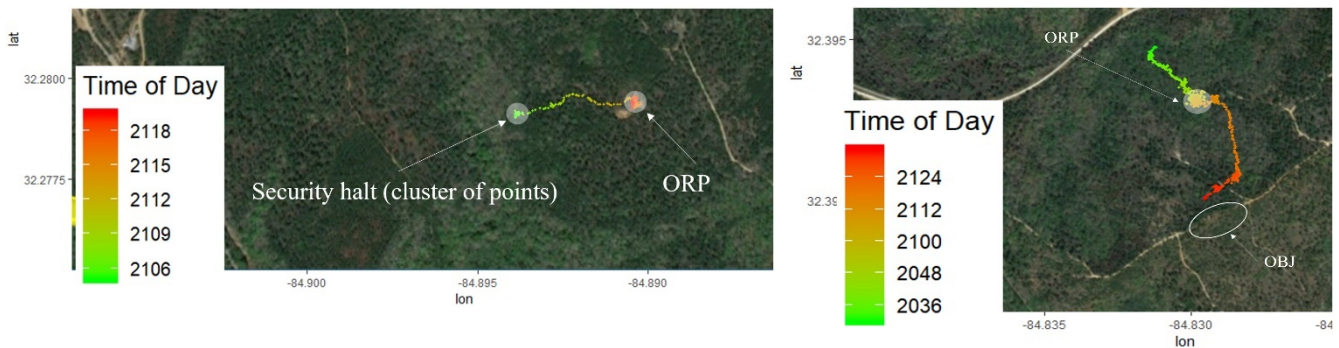 lat
32.2800
32.2775
Time of Day
2118
2115
2112
2109
2106
Security halt (cluster of points)
ORP
-84.900
-84.895
-84.890
lon
lat
32.395
32.39
ORP
Time of Day
2124
2112
2100
2048
2036
OBJ
-84.835
-84.830
-84
lon